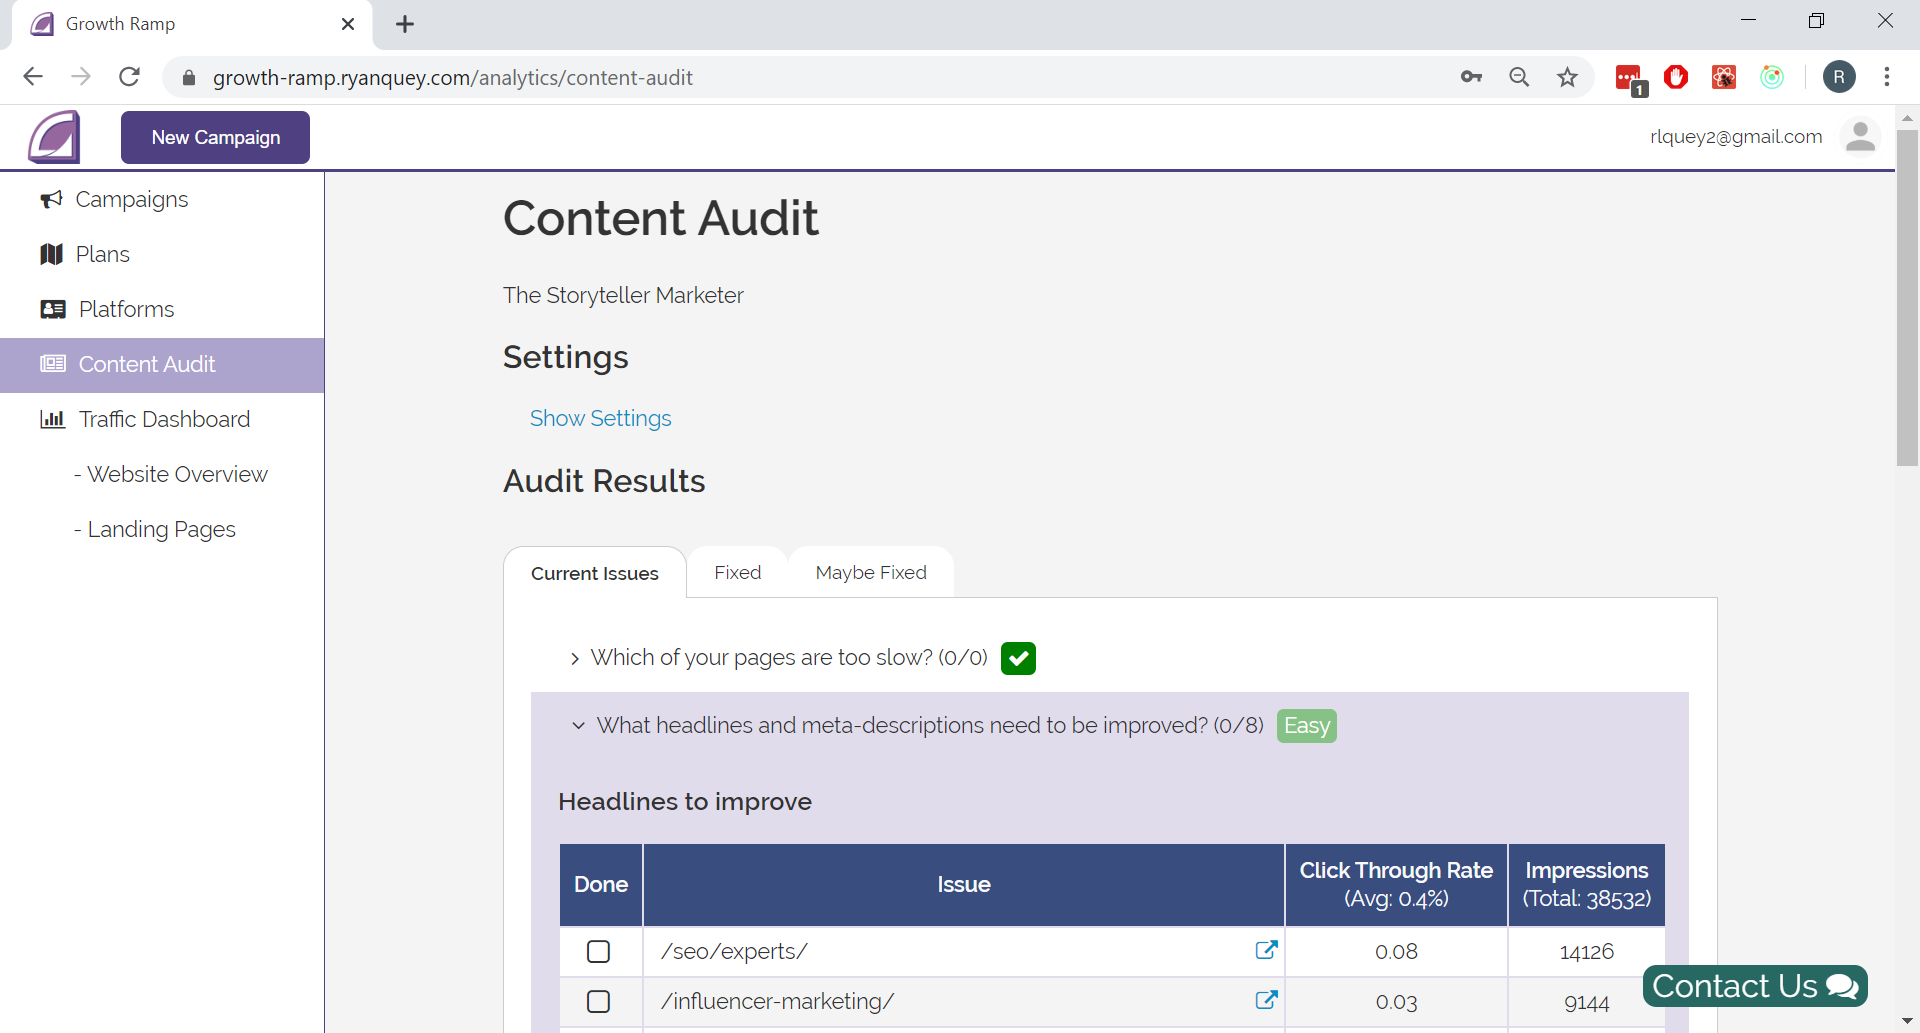 Growth Ramp
growth-ramp.ryanquey.com/analytics/content-audit
1
R
New Campaign
rlquey2@gmail.com
Campaigns
Plans
Platforms
Content Audit
Traffic Dashboard
- Website Overview
- Landing Pages
Content Audit
The Storyteller Marketer
Settings
Show Settings
Audit Results
Current Issues
Fixed
Maybe Fixed
Which of your pages are too slow? (0/0)
What headlines and meta-descriptions need to be improved? (0/8) Easy
Headlines to improve
Done
Issue
Click Through Rate
(Avg: 0.4%)
Impressions
(Total: 38532)
/seo/experts/ 0.08 14126
/influencer-marketing/ 0.03 9144
Contact Us